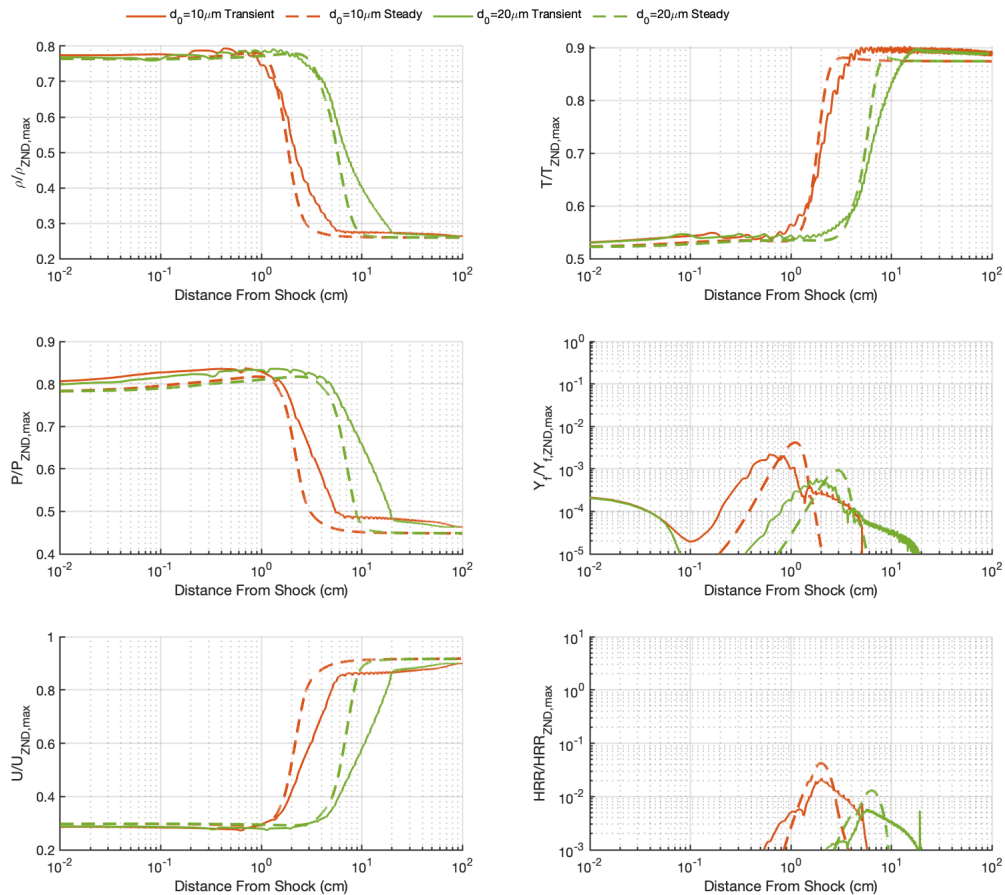 d₀=10μm Transient d₀=10μm Steady d₀=20μm Transient d₀=20μm Steady
0.8
0.7
0.6
0.5
0.4
0.3
0.2
ρ/ρZND,max
10⁻² 10⁻¹ 10⁰ 10¹ 10²
Distance From Shock (cm)
0.9
0.8
0.7
0.6
0.5
T/TZND,max
10⁻² 10⁻¹ 10⁰ 10¹ 10²
Distance From Shock (cm)
0.9
0.8
0.7
0.6
0.5
0.4
P/PZND,max
10⁻² 10⁻¹ 10⁰ 10¹ 10²
Distance From Shock (cm)
10⁰
10⁻¹
10⁻²
10⁻³
10⁻⁴
10⁻⁵
Yf/Yf,ZND,max
10⁻² 10⁻¹ 10⁰ 10¹ 10²
Distance From Shock (cm)
1
0.8
0.6
0.4
0.2
U/UZND,max
10⁻² 10⁻¹ 10⁰ 10¹ 10²
Distance From Shock (cm)
10¹
10⁰
10⁻¹
10⁻²
10⁻³
HRR/HRRZND,max
10⁻² 10⁻¹ 10⁰ 10¹ 10²
Distance From Shock (cm)